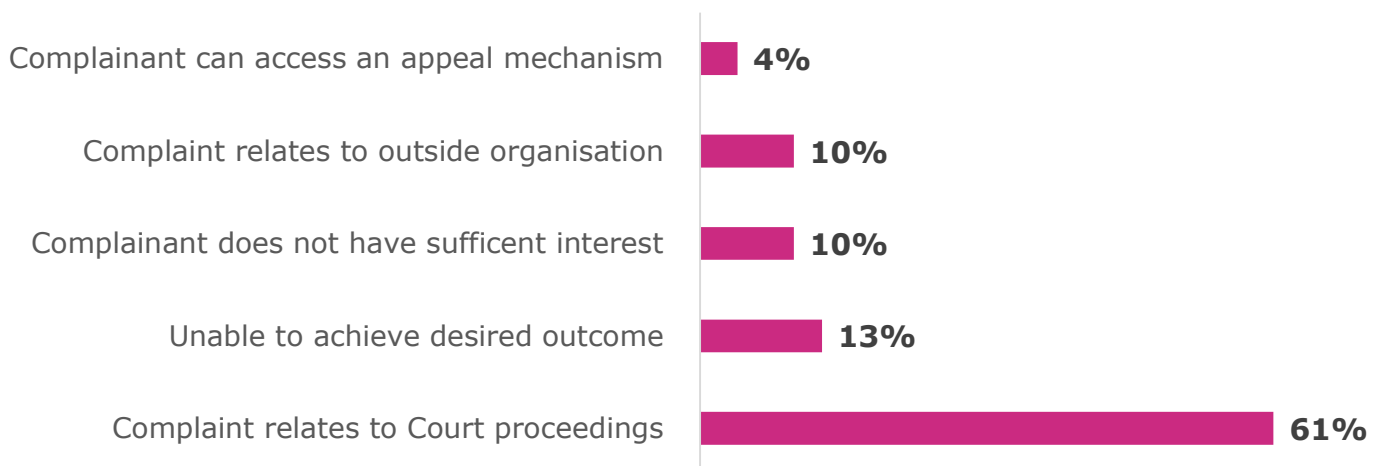 Complainant can access an appeal mechanism 4%
Complaint relates to outside organisation 10%
Complainant does not have sufficent interest 10%
Unable to achieve desired outcome 13%
Complaint relates to Court proceedings 61%